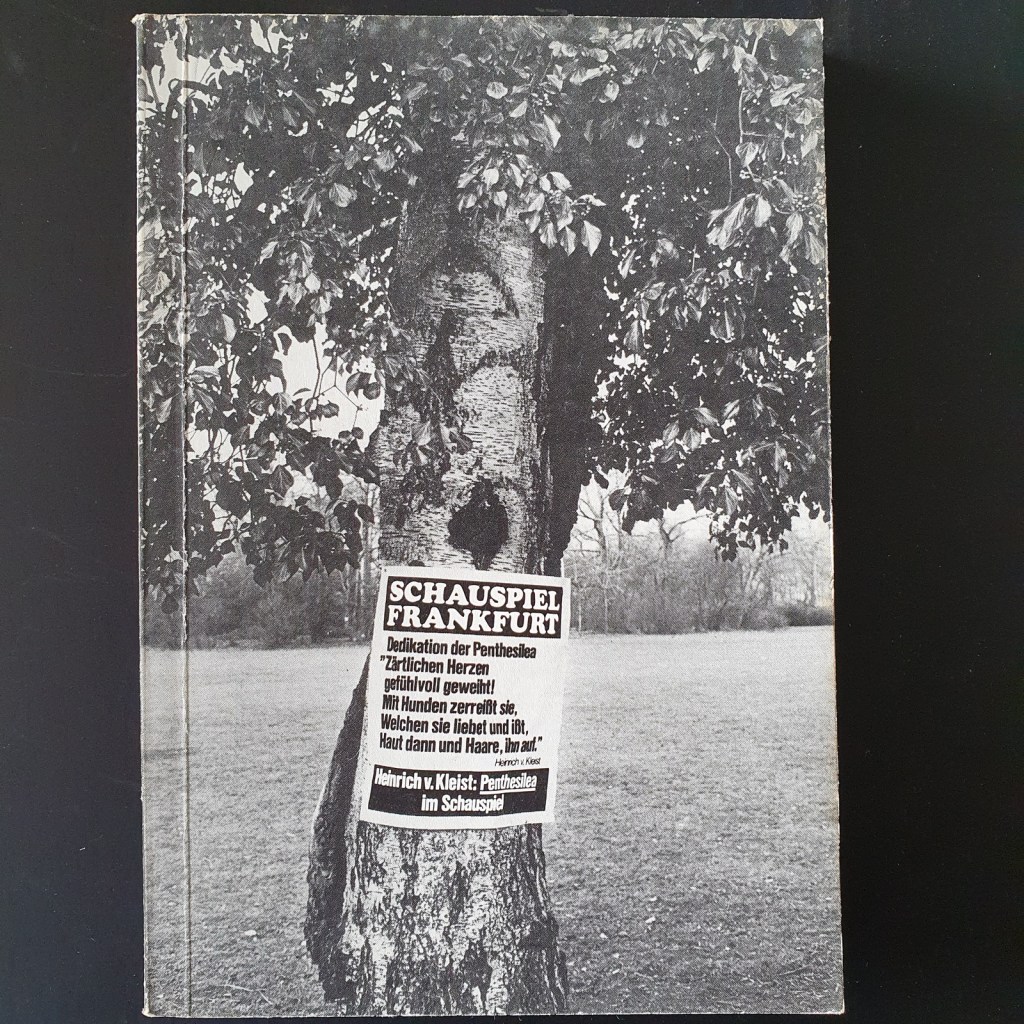 SCHAUSPIEL
FRANKFURT
Dedikation der Penthesilea
"Zärtlichen Herzen
gefühlvoll geweiht!
Mit Hunden zerreißt sie,
Welchen sie liebet und ißt,
Haut dann und Haare, ihn auf."
Heinrich v. Kleist
Heinrich v. Kleist: Penthesilea
im Schauspiel